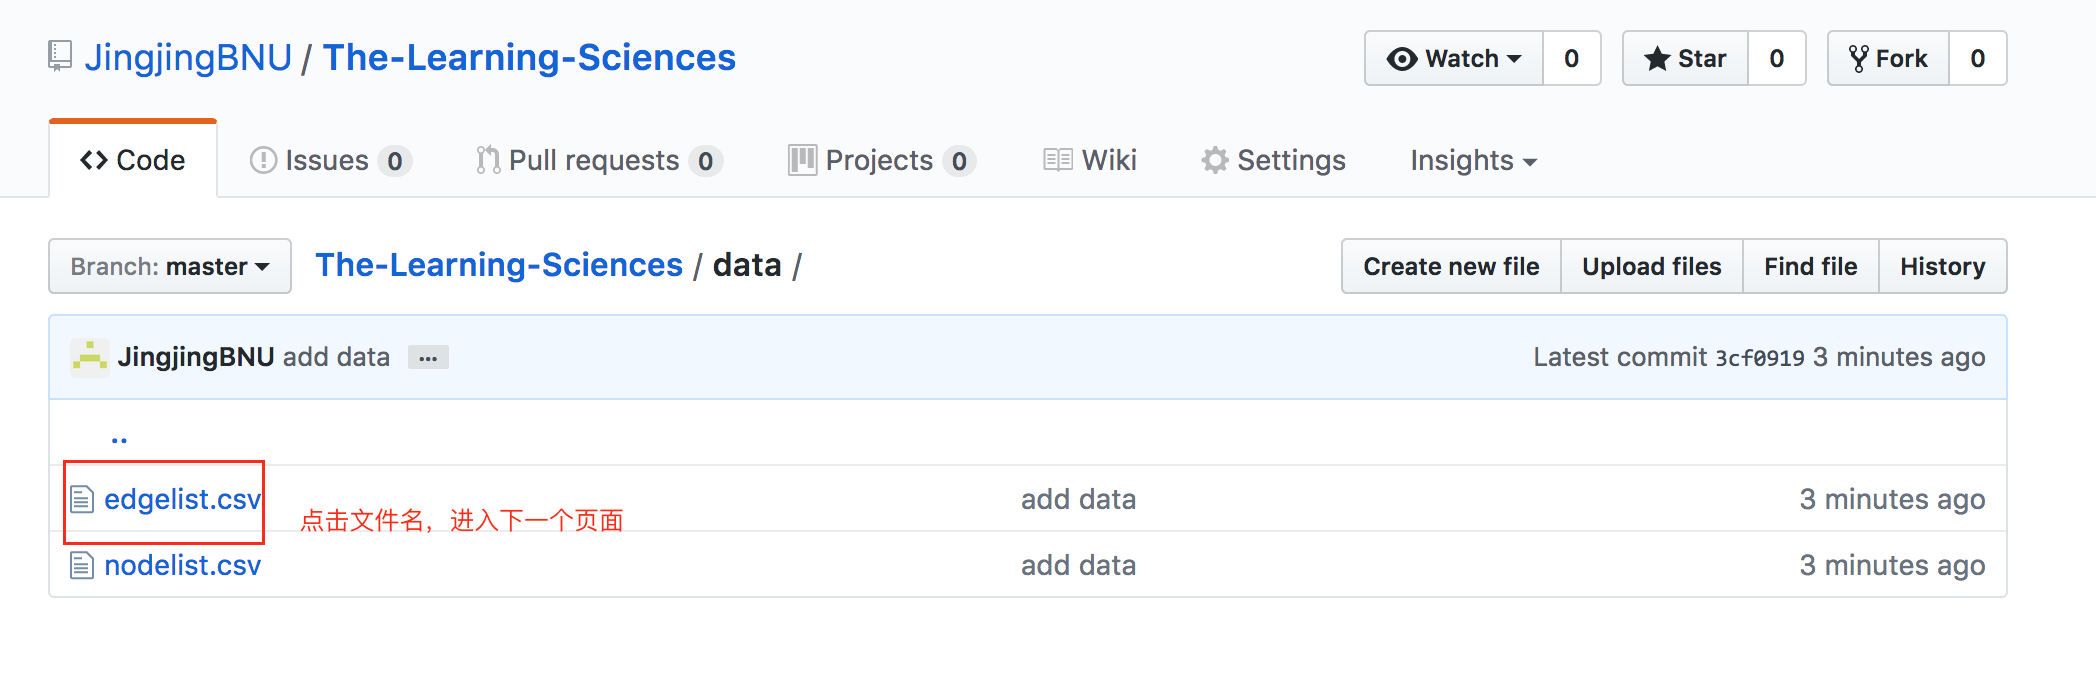 JingjingBNU / The-Learning-Sciences
Watch 0 Star 0 Fork 0
Code Issues 0 Pull requests 0 Projects 0 Wiki Settings Insights
Branch: master The-Learning-Sciences / data / Create new file Upload files Find file History
JingjingBNU add data … Latest commit 3cf0919 3 minutes ago
..
edgelist.csv add data 3 minutes ago
点击文件名，进入下一个页面
nodelist.csv add data 3 minutes ago